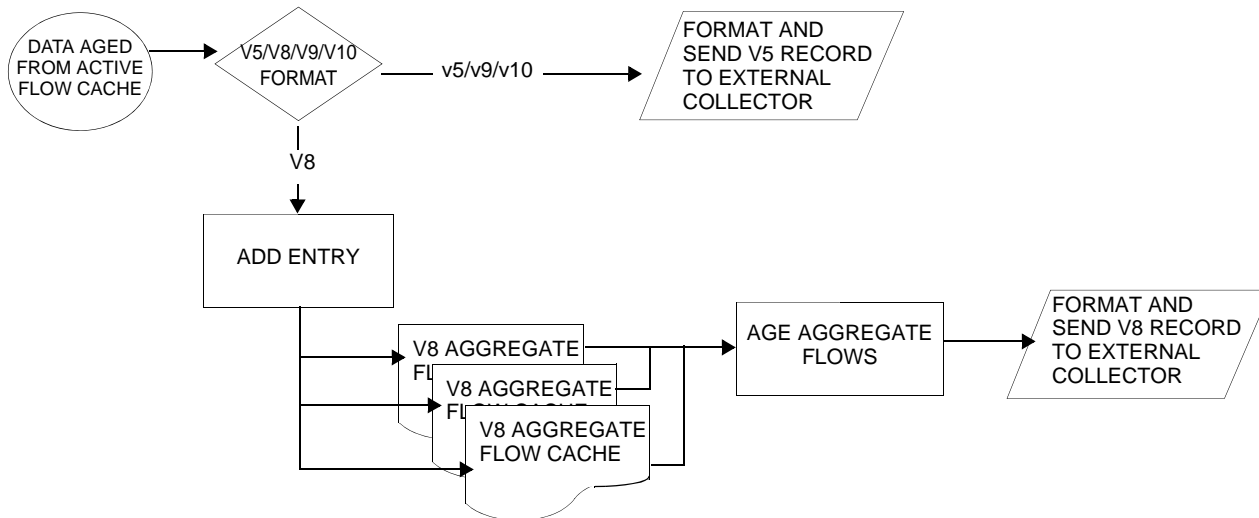 DATA AGED
FROM ACTIVE
FLOW CACHE
V5/V8/V9/V10
FORMAT
v5/v9/v10
FORMAT AND
SEND V5 RECORD
TO EXTERNAL
COLLECTOR
V8
ADD ENTRY
V8 AGGREGATE
V8 AGGREGATE
V8 AGGREGATE
FLOW CACHE
AGE AGGREGATE
FLOWS
FORMAT AND
SEND V8 RECORD
TO EXTERNAL
COLLECTOR